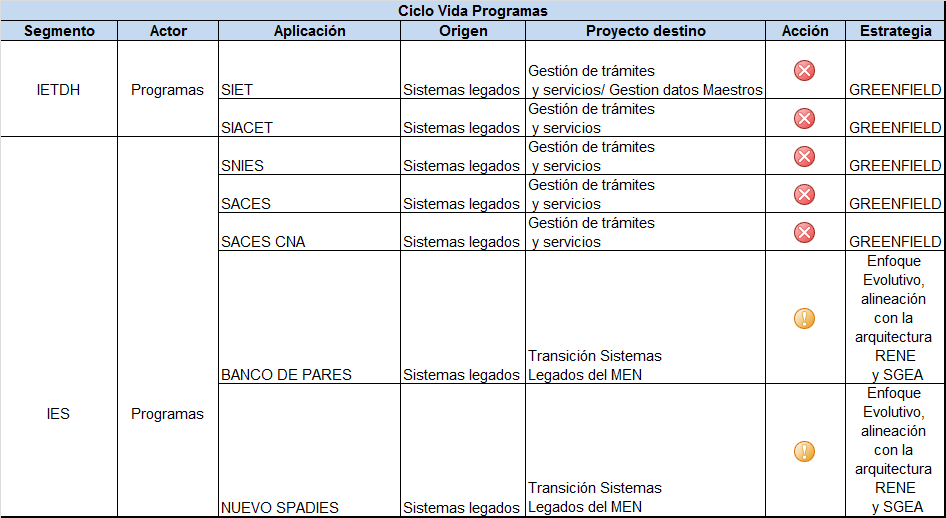 Ciclo Vida Programas
Segmento Actor Aplicación Origen Proyecto destino Acción Estrategia
IETDH Programas SIET Sistemas legados Gestión de trámites
y servicios/ Gestion datos Maestros GREENFIELD
SIACET Sistemas legados Gestión de trámites
y servicios GREENFIELD
IES Programas SNIES Sistemas legados Gestión de trámites
y servicios GREENFIELD
SACES Sistemas legados Gestión de trámites
y servicios GREENFIELD
SACES CNA Sistemas legados Gestión de trámites
y servicios GREENFIELD
BANCO DE PARES Sistemas legados Transición Sistemas
Legados del MEN
Enfoque
Evolutivo,
alineación
con la
arquitectura
RENE
y SGEA
NUEVO SPADIES Sistemas legados Transición Sistemas
Legados del MEN
Enfoque
Evolutivo,
alineación
con la
arquitectura
RENE
y SGEA